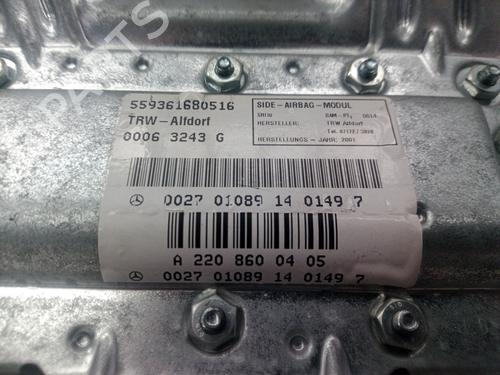 559361680516
TRW-Alfdorf
0006 3243 G
SIDE-AIRBAG-MODUL
HERSTELLER: TRW Alfdorf
HERSTELLUNGS - JAHR: 2001
0027 01089 14 0149 7
A 220 860 04 05
0027 01089 14 0149 7